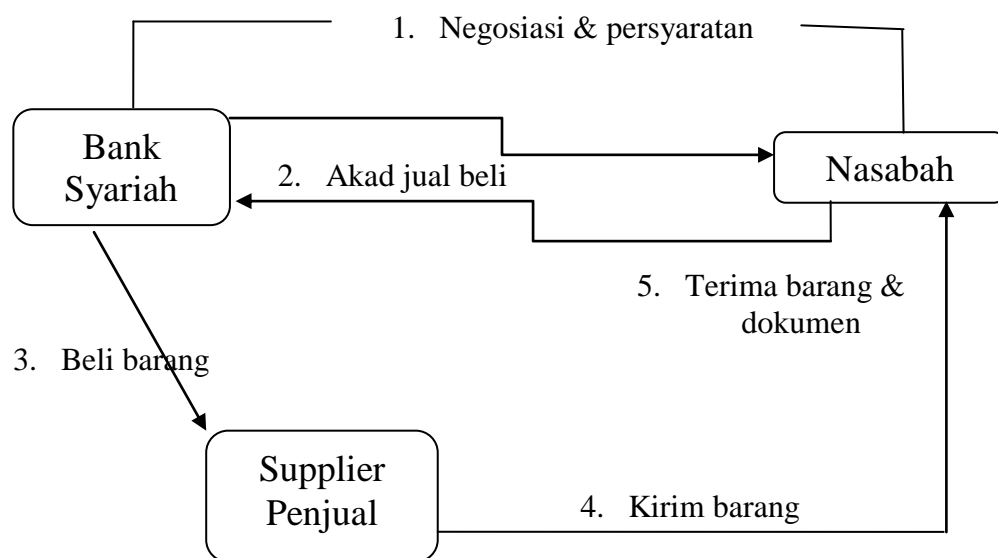 1. Negosiasi & persyaratan
Bank
Syariah
Nasabah
2. Akad jual beli
5. Terima barang &
dokumen
3. Beli barang
Supplier
Penjual
4. Kirim barang